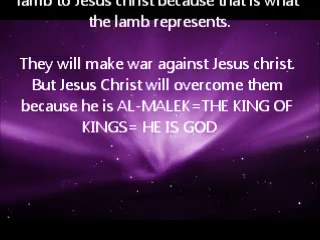 lamb to Jesus christ because that is what
the lamb represents.
They will make war against Jesus christ.
But Jesus Christ will overcome them
because he is AL-MALEK=THE KING OF
KINGS= HE IS GOD